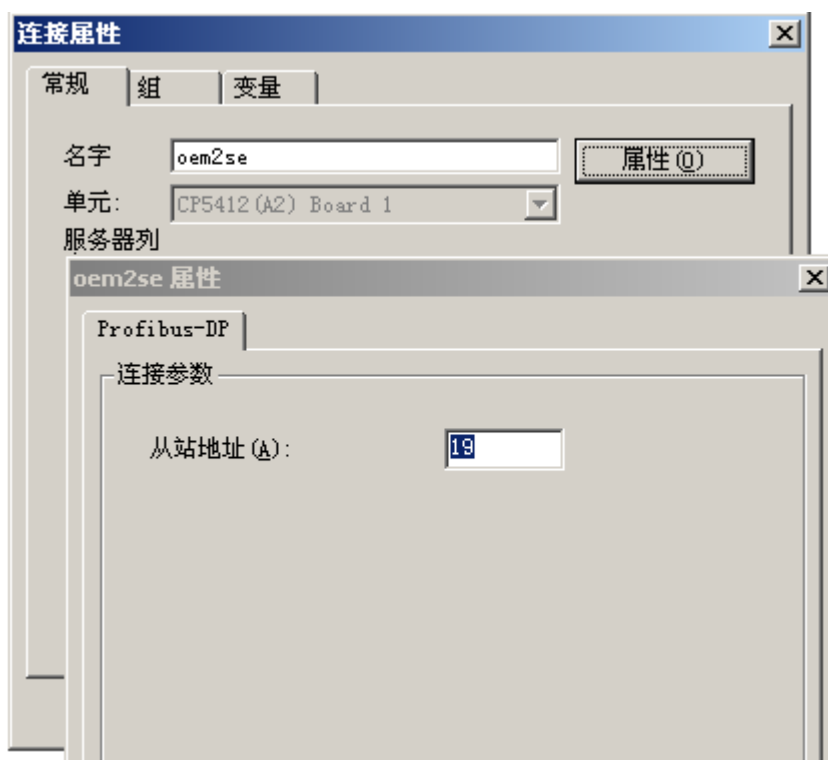 连接属性
常规 组 变量
名字 oem2se 属性(O)
单元: CP5412(A2) Board 1
服务器列
oem2se 属性
Profibus-DP
连接参数
从站地址(A): 19